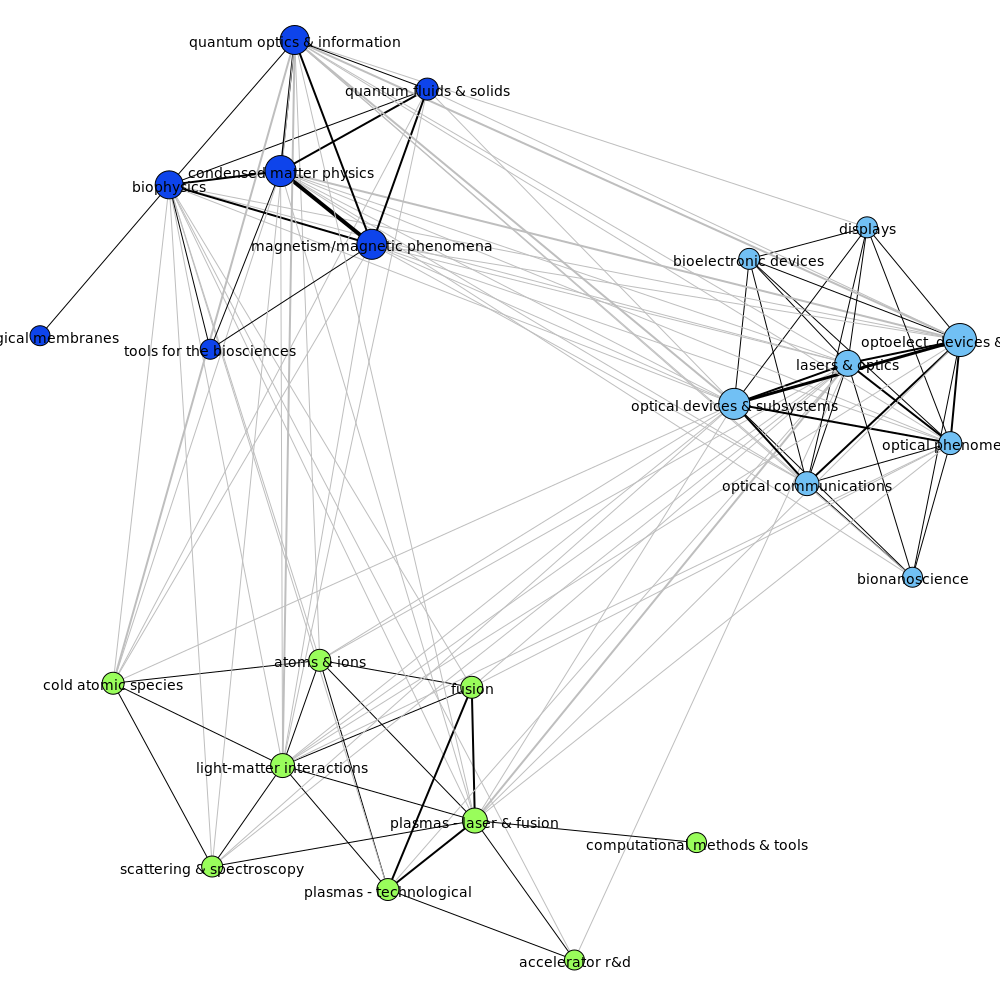 quantum optics & information
quantum fluids & solids
condensed matter physics
biophysics
magnetism/magnetic phenomena
gical membranes
tools for the biosciences
displays
bioelectronic devices
optoelect. devices &
lasers & optics
optical devices & subsystems
optical phenome
optical communications
bionanoscience
atoms & ions
cold atomic species
fusion
light-matter interactions
plasmas - laser & fusion
computational methods & tools
scattering & spectroscopy
plasmas - technological
accelerator r&d